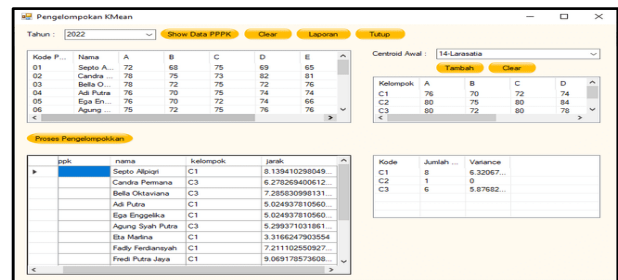 Pengelompokan KMean
Tahun : 2022 Show Data PPPK Clear Laporan Tutup
Centroid Awal : 14-Larasatia
Tambah Clear
Kode P... Nama A B C D E
01 Septo A... 72 68 75 69 65
02 Candra ... 78 75 73 82 81
03 Bella O... 78 72 75 72 76
04 Adi Putra 76 70 75 74 74
05 Ega En... 76 70 72 74 66
06 Agung ... 75 72 75 76 76
Kelompok A B C D
C1 76 70 72 74
C2 80 75 80 84
C3 80 72 80 78
Proses Pengelompokkan
ppk nama kelompok jarak
Septo Allpiqri C1 8.139410298049...
Candra Permana C3 6.278269400612...
Bella Oktaviana C3 7.285830998131...
Adi Putra C1 5.024937810560...
Ega Enggelika C1 5.024937810560...
Agung Syah Putra C3 5.299371031861...
Eta Marlina C1 3.3166247903554
Fadly Ferdiansyah C1 7.211102550927...
Fredi Putra Jaya C1 9.069178573608...
Kode Jumlah ... Variance
C1 8 6.32067...
C2 1 0
C3 6 5.87682...